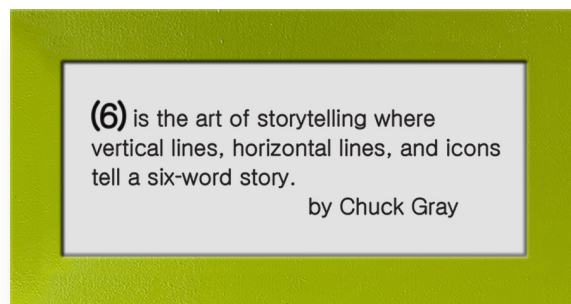 (6) is the art of storytelling where
vertical lines, horizontal lines, and icons
tell a six-word story.
by Chuck Gray